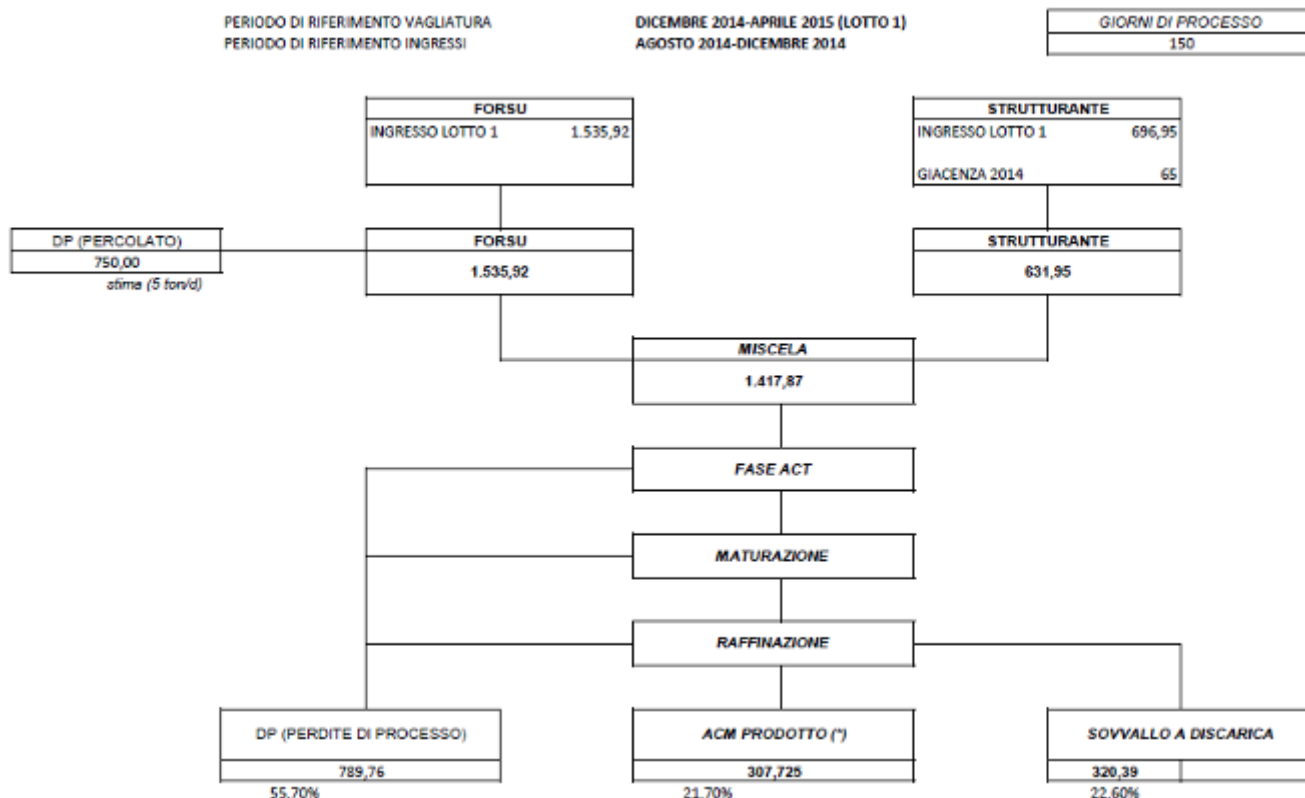 PERIODO DI RIFERIMENTO VAGLIATURA DICEMBRE 2014-APRILE 2015 (LOTTO 1)
PERIODO DI RIFERIMENTO INGRESSI AGOSTO 2014-DICEMBRE 2014
GIORNI DI PROCESSO
150
FORSU
INGRESSO LOTTO 1 1.535,92
STRUTTURANTE
INGRESSO LOTTO 1 696,95
GIACENZA 2014 65
DP (PERCOLATO)
750,00
stima (5 ton/d)
FORSU
1.535,92
STRUTTURANTE
631,95
MISCELA
1.417,87
FASE ACT
MATURAZIONE
RAFFINAZIONE
DP (PERDITE DI PROCESSO)
789,76
55,70%
ACM PRODOTTO (*)
307,725
21,70%
SOVVALLO A DISCARICA
320,39
22,60%